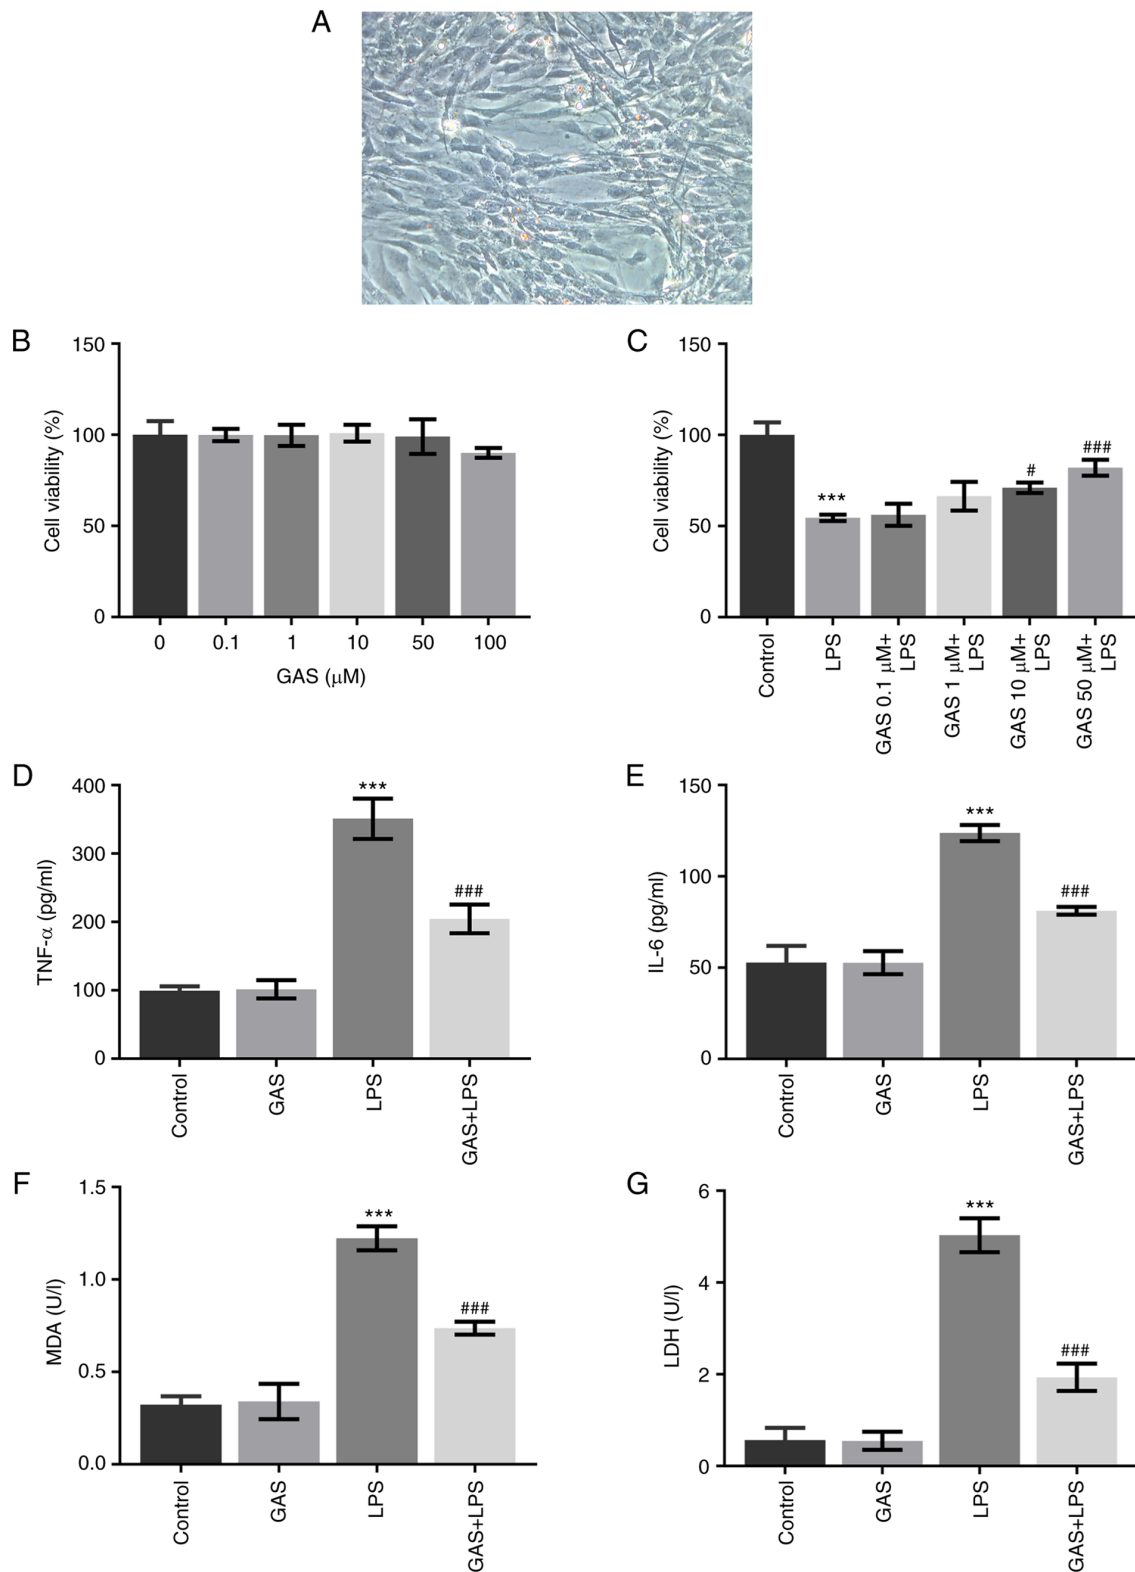 A
B
150
100
50
0
Cell viability (%)
0 0.1 1 10 50 100
GAS (μM)
C
150
100
50
0
Cell viability (%)
***
#
###
Control
LPS
GAS 0.1 μM+
LPS
GAS 1 μM+
LPS
GAS 10 μM+
LPS
GAS 50 μM+
LPS
D
400
300
200
100
0
TNF-α (pg/ml)
***
###
Control
GAS
LPS
GAS+LPS
E
150
100
50
0
IL-6 (pg/ml)
***
###
Control
GAS
LPS
GAS+LPS
F
1.5
1.0
0.5
0.0
MDA (U/l)
***
###
Control
GAS
LPS
GAS+LPS
G
6
4
2
0
LDH (U/l)
***
###
Control
GAS
LPS
GAS+LPS